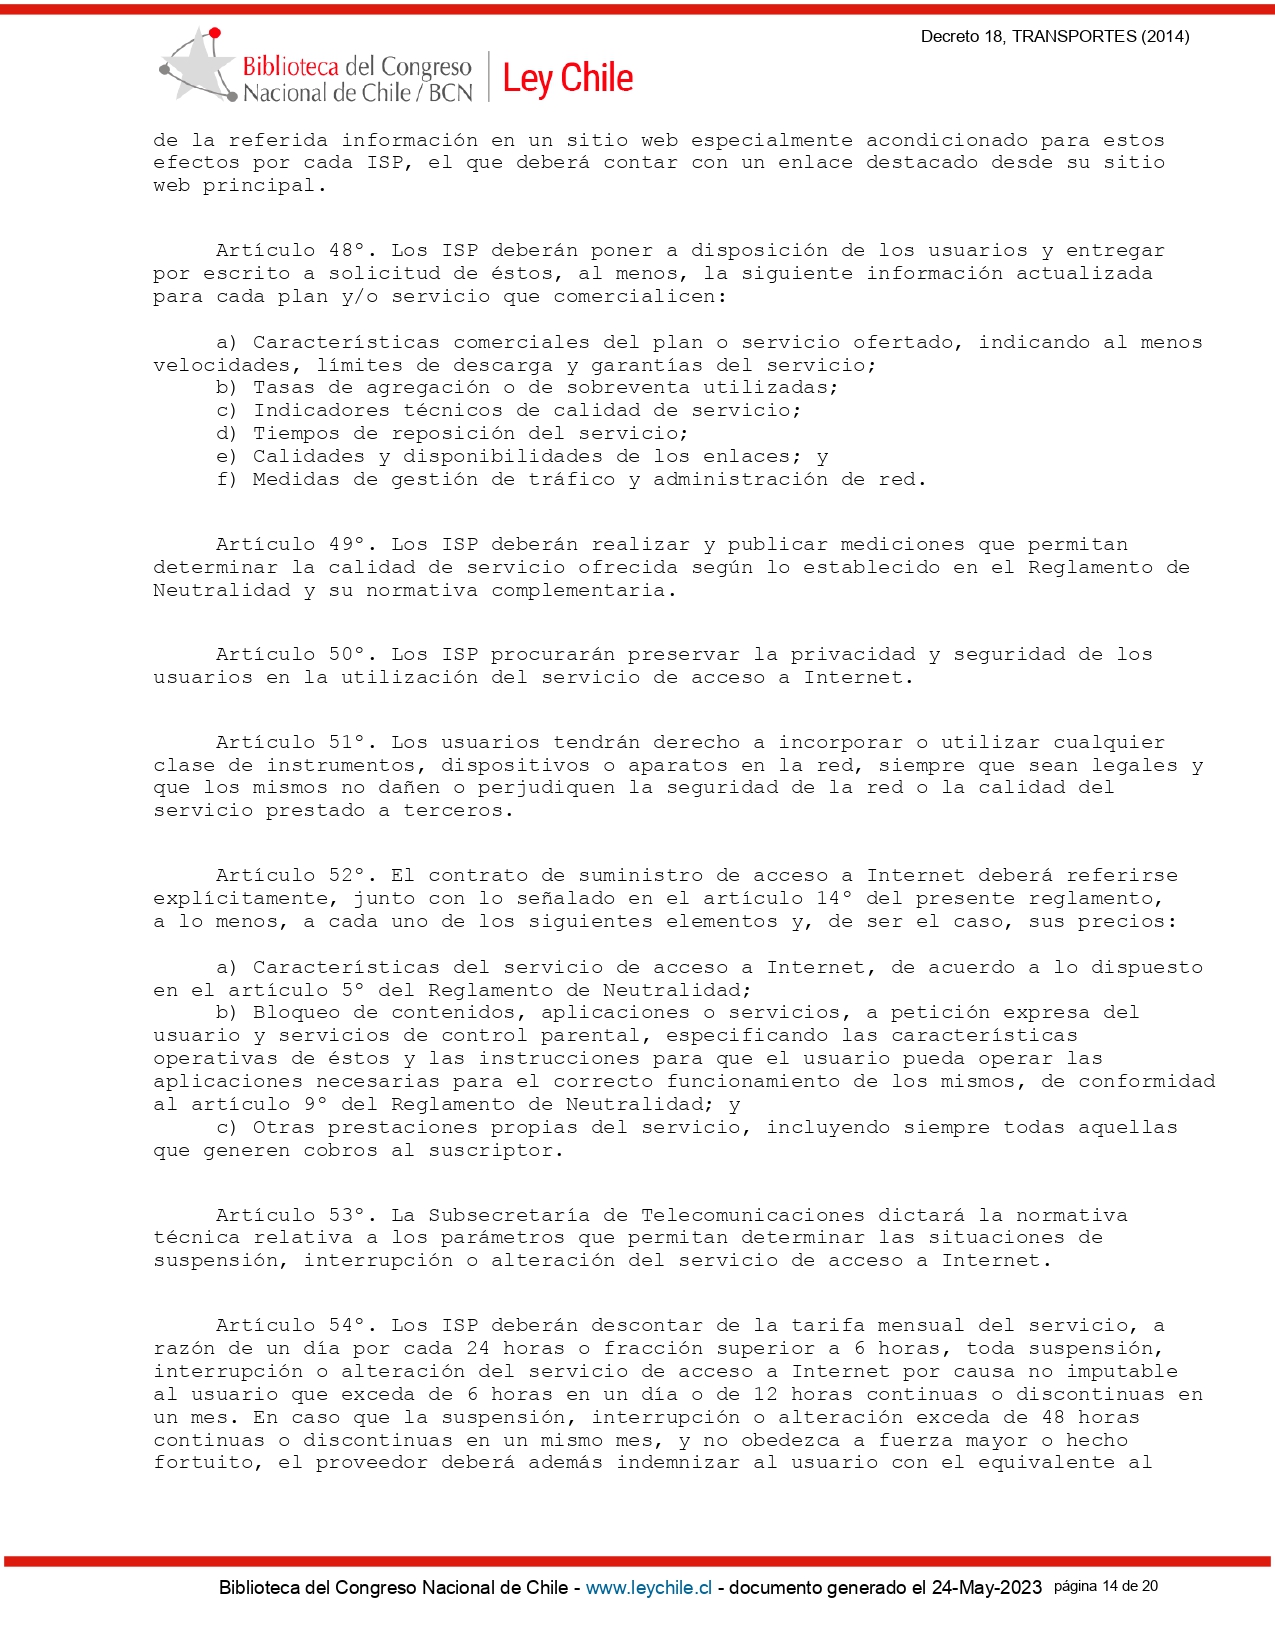 Decreto 18, TRANSPORTES (2014)
Biblioteca del Congreso
Nacional de Chile / BCN
Ley Chile
de la referida información en un sitio web especialmente acondicionado para estos
efectos por cada ISP, el que deberá contar con un enlace destacado desde su sitio
web principal.
Artículo 48º. Los ISP deberán poner a disposición de los usuarios y entregar
por escrito a solicitud de éstos, al menos, la siguiente información actualizada
para cada plan y/o servicio que comercialicen:
a) Características comerciales del plan o servicio ofertado, indicando al menos
velocidades, límites de descarga y garantías del servicio;
b) Tasas de agregación o de sobreventa utilizadas;
c) Indicadores técnicos de calidad de servicio;
d) Tiempos de reposición del servicio;
e) Calidades y disponibilidades de los enlaces; y
f) Medidas de gestión de tráfico y administración de red.
Artículo 49º. Los ISP deberán realizar y publicar mediciones que permitan
determinar la calidad de servicio ofrecida según lo establecido en el Reglamento de
Neutralidad y su normativa complementaria.
Artículo 50º. Los ISP procurarán preservar la privacidad y seguridad de los
usuarios en la utilización del servicio de acceso a Internet.
Artículo 51º. Los usuarios tendrán derecho a incorporar o utilizar cualquier
clase de instrumentos, dispositivos o aparatos en la red, siempre que sean legales y
que los mismos no dañen o perjudiquen la seguridad de la red o la calidad del
servicio prestado a terceros.
Artículo 52º. El contrato de suministro de acceso a Internet deberá referirse
explícitamente, junto con lo señalado en el artículo 14º del presente reglamento,
a lo menos, a cada uno de los siguientes elementos y, de ser el caso, sus precios:
a) Características del servicio de acceso a Internet, de acuerdo a lo dispuesto
en el artículo 5º del Reglamento de Neutralidad;
b) Bloqueo de contenidos, aplicaciones o servicios, a petición expresa del
usuario y servicios de control parental, especificando las características
operativas de éstos y las instrucciones para que el usuario pueda operar las
aplicaciones necesarias para el correcto funcionamiento de los mismos, de conformidad
al artículo 9º del Reglamento de Neutralidad; y
c) Otras prestaciones propias del servicio, incluyendo siempre todas aquellas
que generen cobros al suscriptor.
Artículo 53º. La Subsecretaría de Telecomunicaciones dictará la normativa
técnica relativa a los parámetros que permitan determinar las situaciones de
suspensión, interrupción o alteración del servicio de acceso a Internet.
Artículo 54º. Los ISP deberán descontar de la tarifa mensual del servicio, a
razón de un día por cada 24 horas o fracción superior a 6 horas, toda suspensión,
interrupción o alteración del servicio de acceso a Internet por causa no imputable
al usuario que exceda de 6 horas en un día o de 12 horas continuas o discontinuas en
un mes. En caso que la suspensión, interrupción o alteración exceda de 48 horas
continuas o discontinuas en un mismo mes, y no obedezca a fuerza mayor o hecho
fortuito, el proveedor deberá además indemnizar al usuario con el equivalente al
Biblioteca del Congreso Nacional de Chile - www.leychile.cl - documento generado el 24-May-2023 página 14 de 20